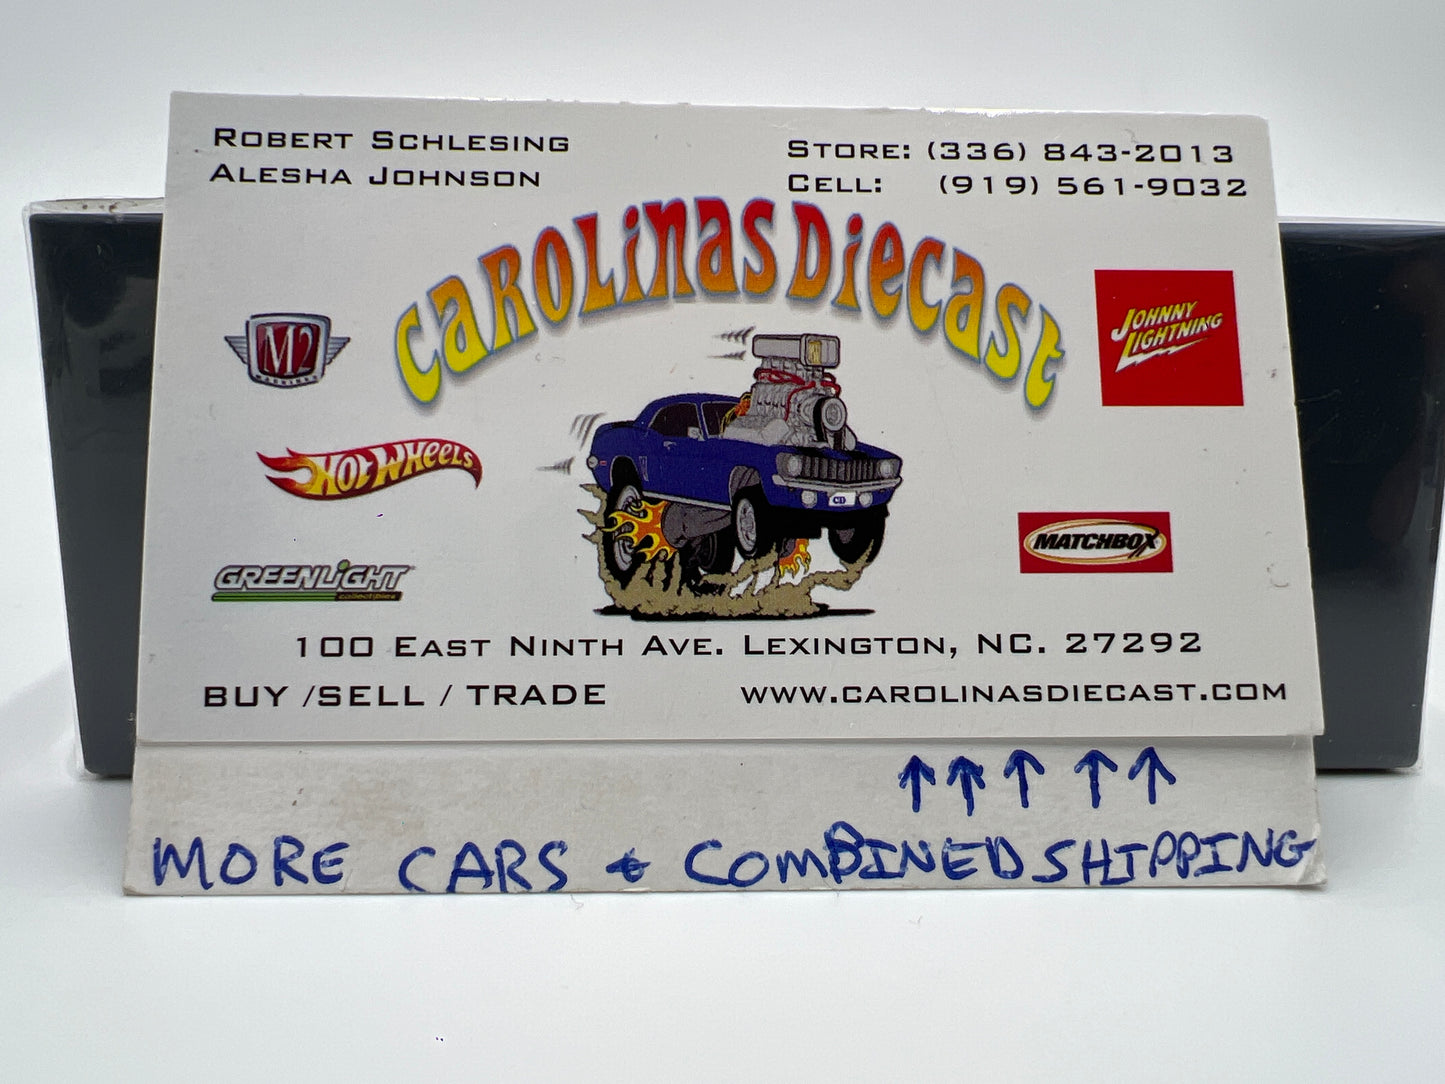 ROBERT SCHLESING
ALESHA JOHNSON
STORE: (336) 843-2013
CELL: (919) 561-9032
CAROLINAS DIECAST
M2
MACHINES
JOHNNY
LIGHTNING
HOT WHEELS
MATCHBOX
GREENLIGHT
collectibles
100 EAST NINTH AVE. LEXINGTON, NC. 27292
BUY /SELL / TRADE
WWW.CAROLINASDIECAST.COM
MORE CARS & COMBINED SHIPPING